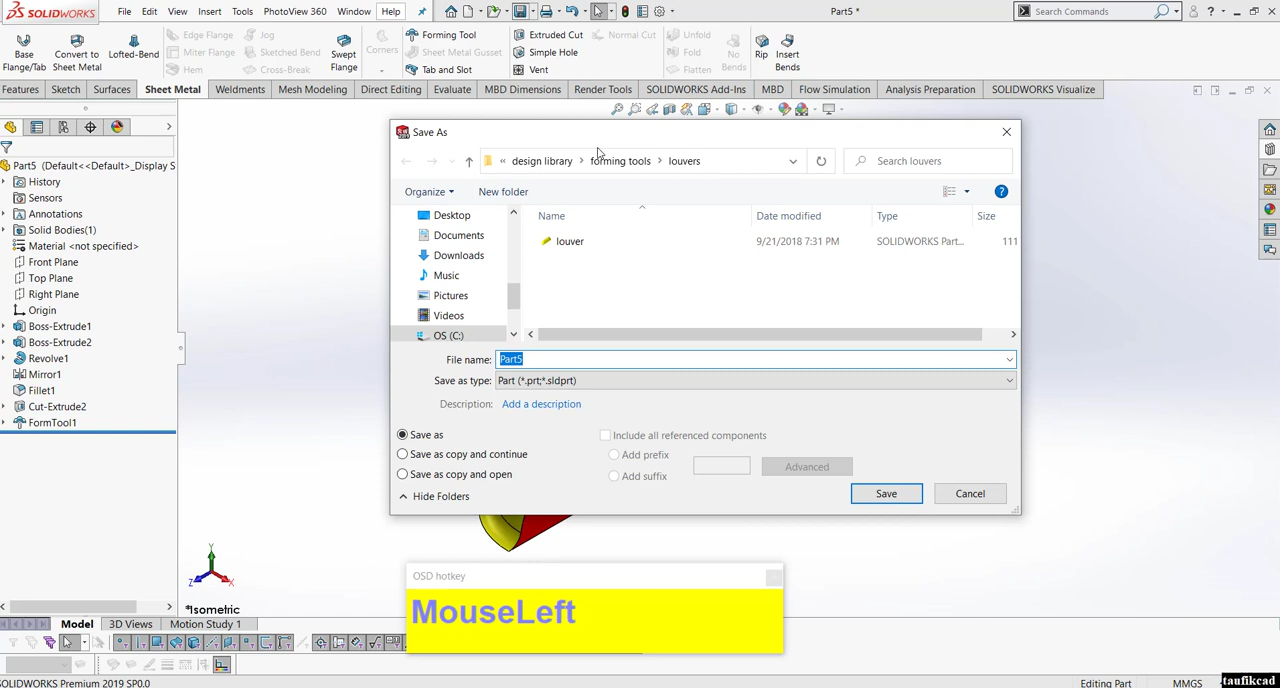 SOLIDWORKS File Edit View Insert Tools PhotoView 360 Window Help Part5 * Search Commands
Base Flange/Tab
Convert to Sheet Metal
Lofted-Bend
Edge Flange
Miter Flange
Hem
Jog
Sketched Bend
Cross-Break
Corners
Swept Flange
Forming Tool
Sheet Metal Gusset
Tab and Slot
Extruded Cut
Simple Hole
Vent
Normal Cut
Unfold
Fold
Flatten
No Bends
Rip
Insert Bends
Features Sketch Surfaces Sheet Metal Weldments Mesh Modeling Direct Editing Evaluate MBD Dimensions Render Tools SOLIDWORKS Add-Ins MBD Flow Simulation Analysis Preparation SOLIDWORKS Visualize
Part5 (Default<<Default>_Display S
History
Sensors
Annotations
Solid Bodies(1)
Material <not specified>
Front Plane
Top Plane
Right Plane
Origin
Boss-Extrude1
Boss-Extrude2
Revolve1
Mirror1
Fillet1
Cut-Extrude2
FormTool1
Save As
« design library › forming tools › louvers
Search louvers
Organize New folder
Desktop
Documents
Downloads
Music
Pictures
Videos
OS (C:)
Name Date modified Type Size
louver 9/21/2018 7:31 PM SOLIDWORKS Part... 111
File name: Part5
Save as type: Part (*.prt;*.sldprt)
Description: Add a description
Save as
Save as copy and continue
Save as copy and open
Include all referenced components
Add prefix
Add suffix
Advanced
Hide Folders
Save Cancel
Y
Z X
*Isometric
OSD hotkey
MouseLeft
Model 3D Views Motion Study 1
SOLIDWORKS Premium 2019 SP0.0 Editing Part MMGS
taufikcad